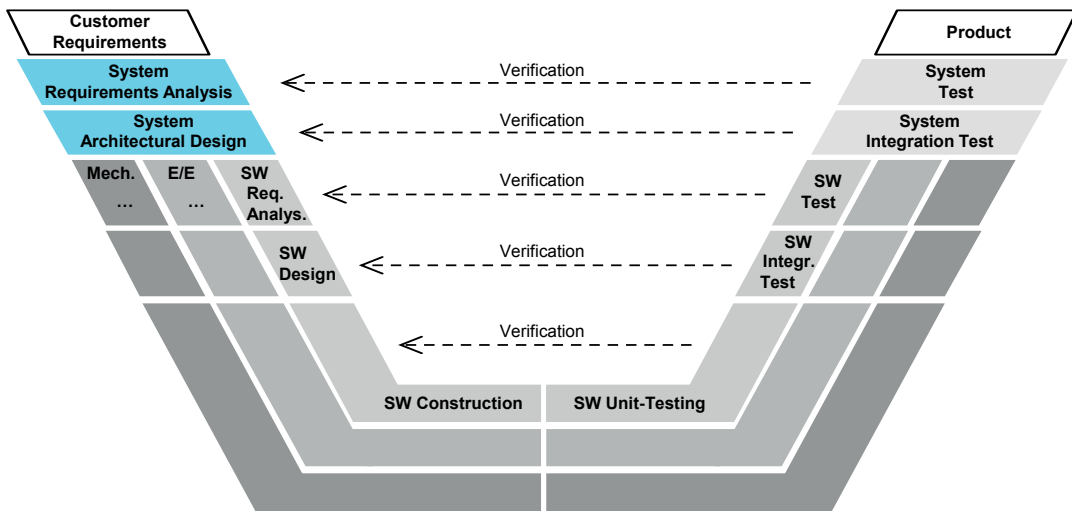 Customer
Requirements
Product
System
Requirements Analysis
Verification
System
Test
System
Architectural Design
Verification
System
Integration Test
Mech.
...
E/E
...
SW
Req.
Analys.
Verification
SW
Test
SW
Design
Verification
SW
Integr.
Test
Verification
SW Construction
SW Unit-Testing